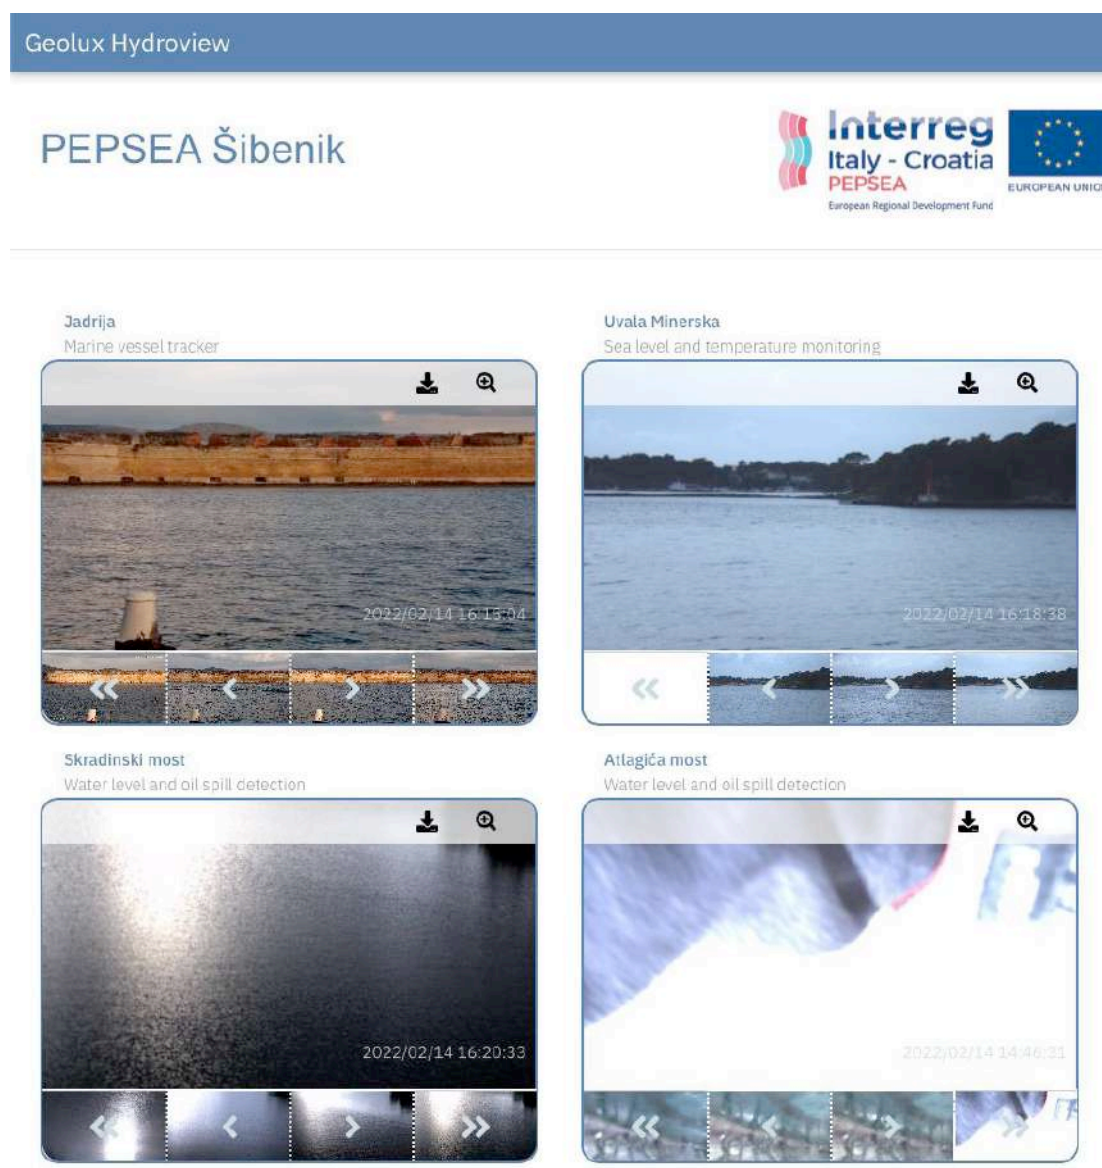 Geolux Hydroview
PEPSEA Šibenik
Interreg
Italy - Croatia
PEPSEA
European Regional Development Fund
EUROPEAN UNIO
Jadrija
Marine vessel tracker
2022/02/14 16:15:04
Uvala Minerska
Sea level and temperature monitoring
2022/02/14 16:18:38
Skradinski most
Water level and oil spill detection
2022/02/14 16:20:33
Atlagića most
Water level and oil spill detection
2022/02/14 14:46:31